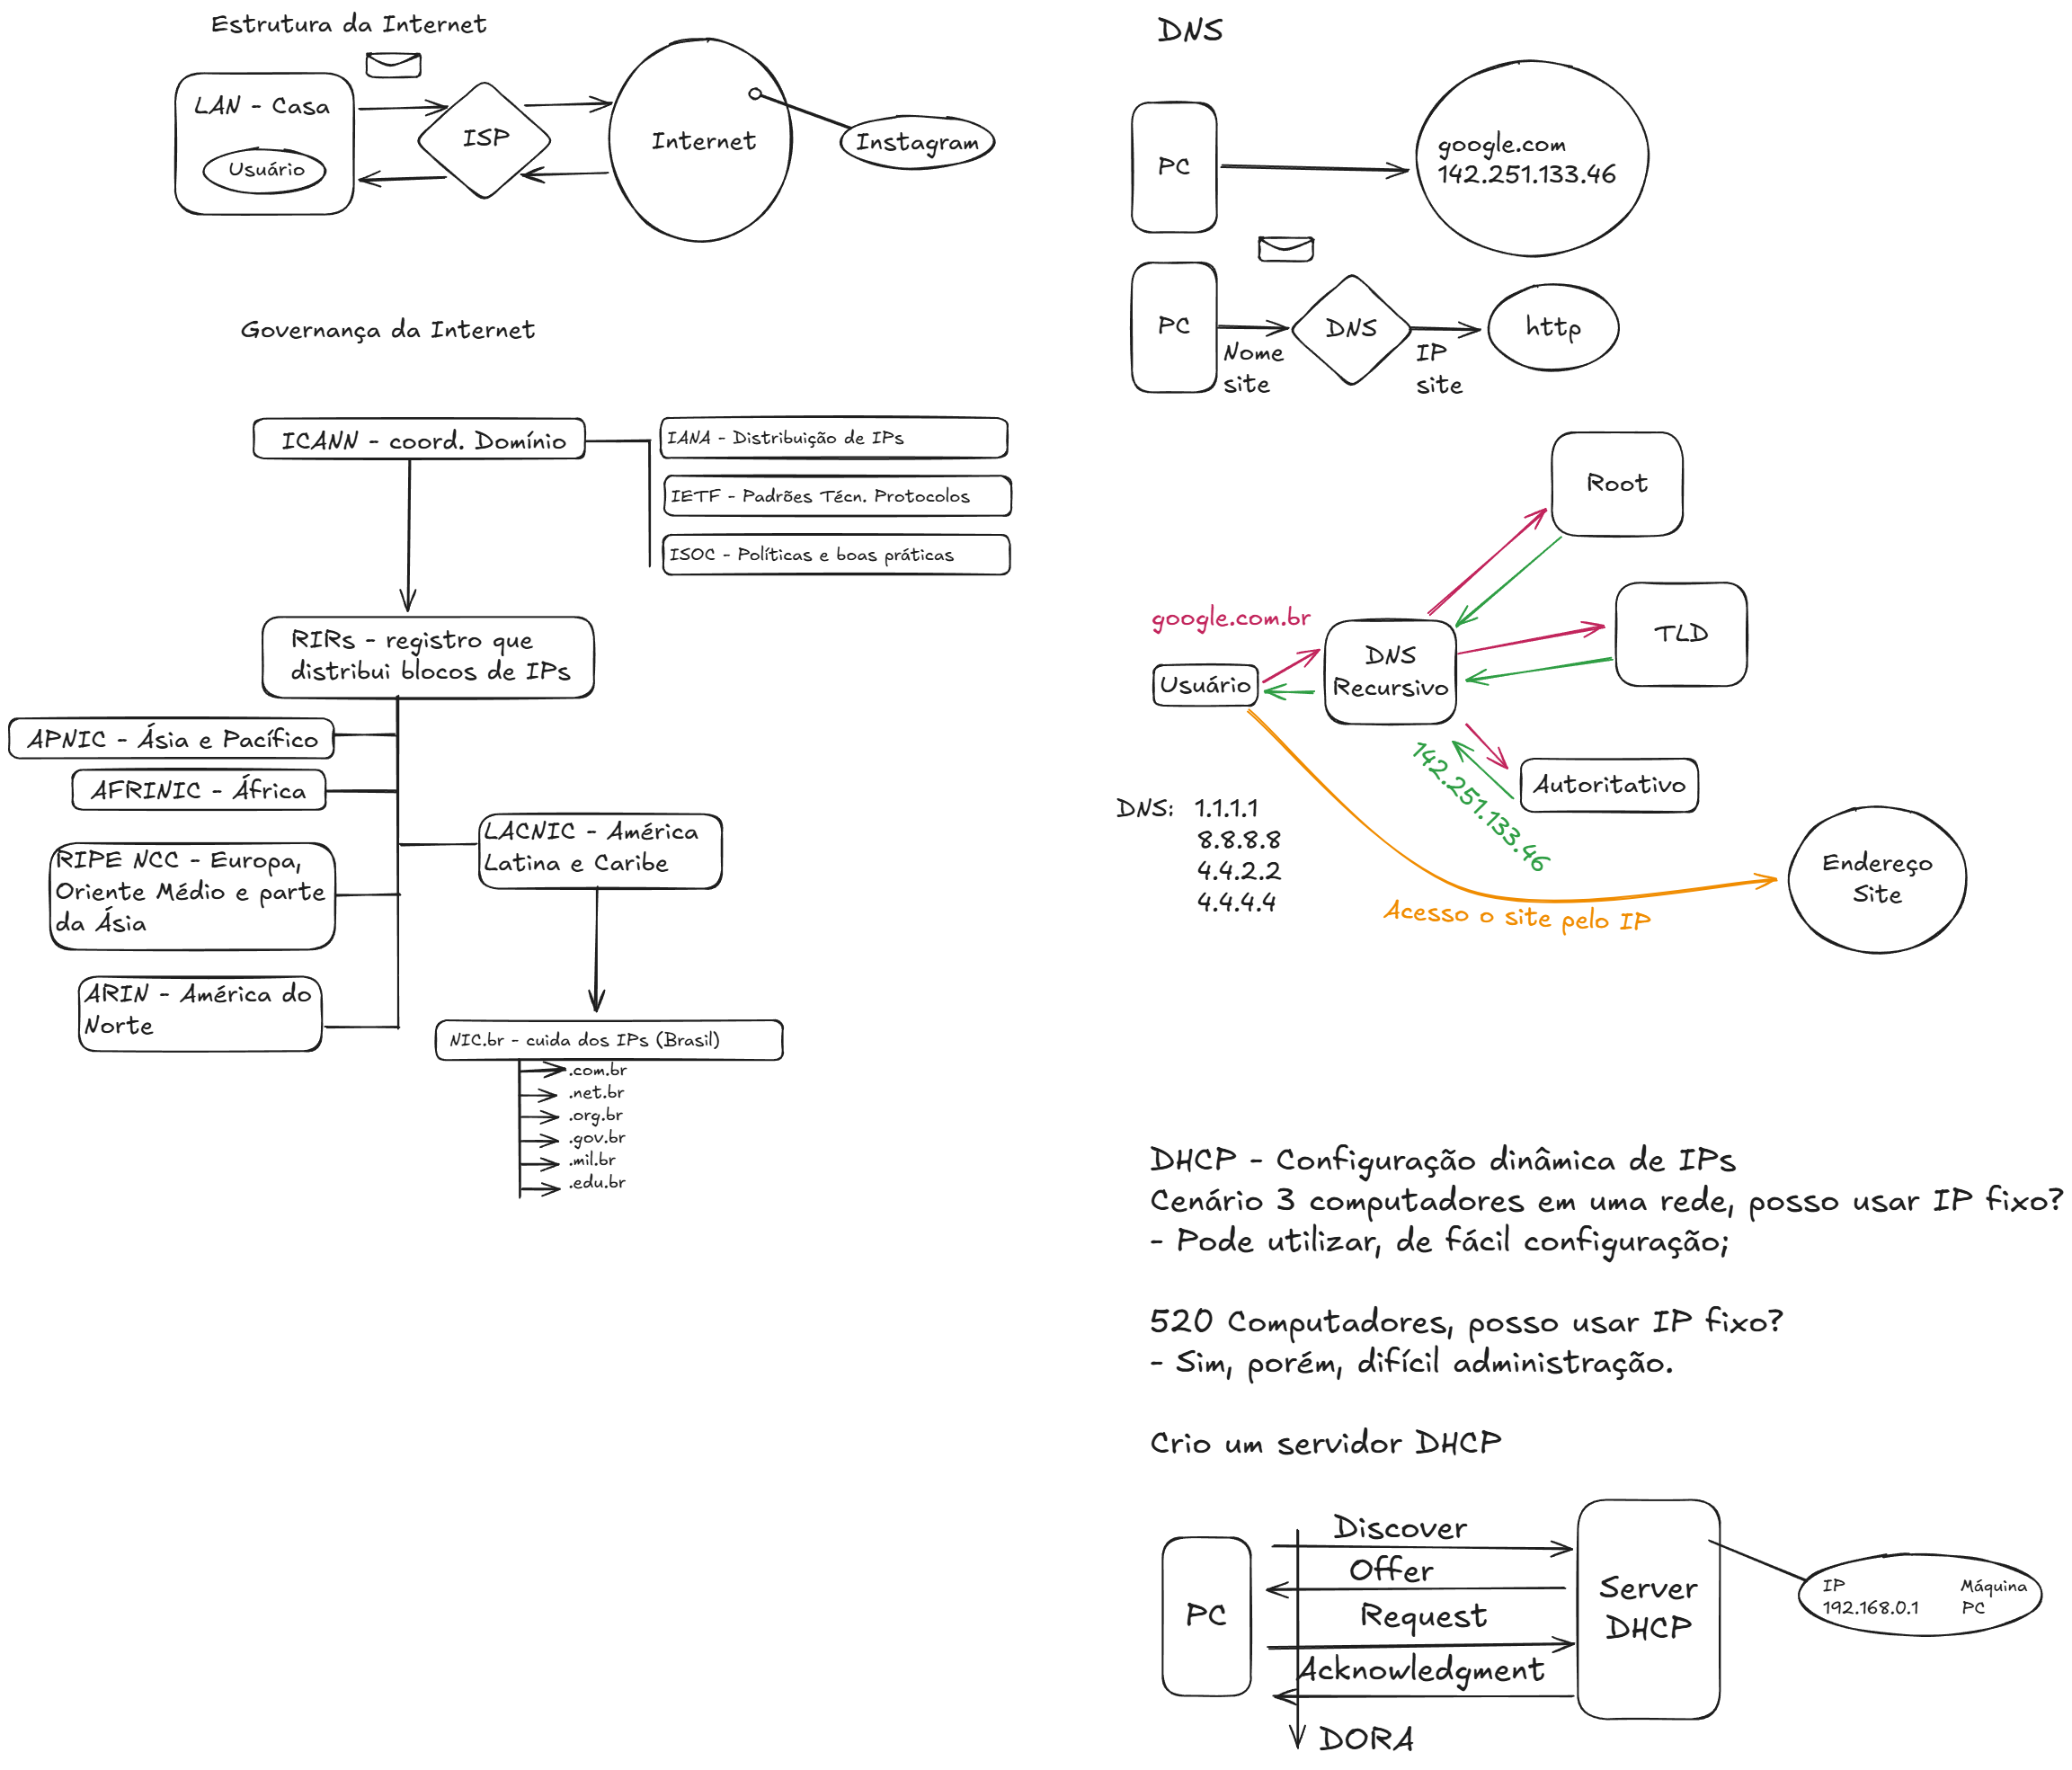 Estrutura da Internet
LAN - Casa
Usuário
ISP
Internet
Instagram
Governança da Internet
ICANN - coord. Domínio
IANA - Distribuição de IPs
IETF - Padrões Técn. Protocolos
ISOC - Políticas e boas práticas
RIRs - registro que
distribui blocos de IPs
APNIC - Ásia e Pacífico
AFRINIC - África
RIPE NCC - Europa,
Oriente Médio e parte
da Ásia
ARIN - América do
Norte
LACNIC - América
Latina e Caribe
NIC.br - cuida dos IPs (Brasil)
.com.br
.net.br
.org.br
.gov.br
.mil.br
.edu.br
DNS
PC
google.com
142.251.133.46
PC
Nome
site
DNS
IP
site
http
Root
TLD
google.com.br
Usuário
DNS
Recursivo
Autoritativo
142.251.133.46
DNS: 1.1.1.1
8.8.8.8
4.4.2.2
4.4.4.4
Acesso o site pelo IP
Endereço
Site
DHCP - Configuração dinâmica de IPs
Cenário 3 computadores em uma rede, posso usar IP fixo?
- Pode utilizar, de fácil configuração;
520 Computadores, posso usar IP fixo?
- Sim, porém, difícil administração.
Crio um servidor DHCP
PC
Discover
Offer
Request
Acknowledgment
DORA
Server
DHCP
IP Máquina
192.168.0.1 PC